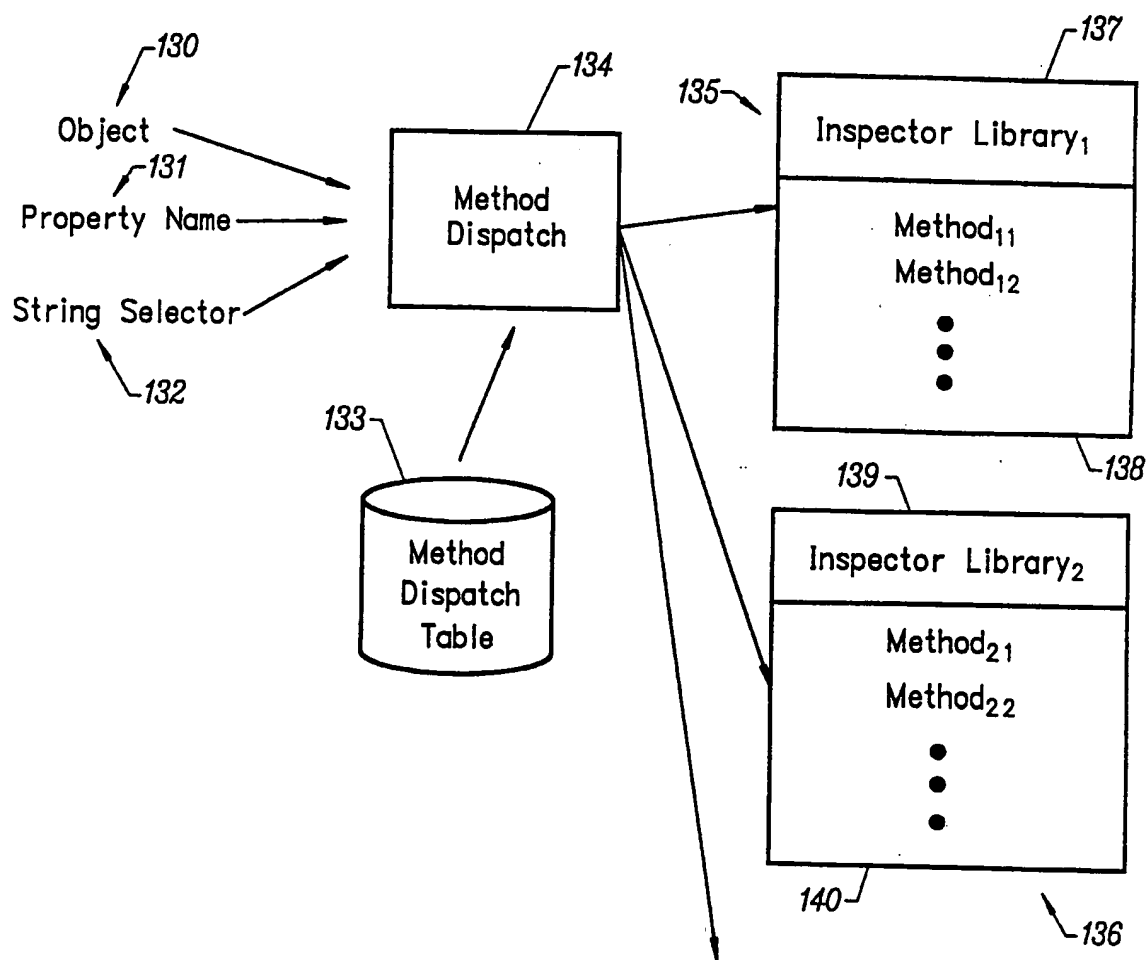 130
Object
131
Property Name
String Selector
132
134
Method
Dispatch
133
Method
Dispatch
Table
135
137
Inspector Library₁
Method₁₁
Method₁₂
138
139
Inspector Library₂
Method₂₁
Method₂₂
140
136